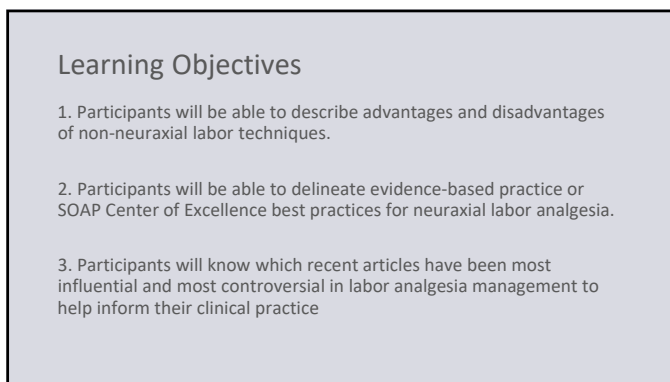 Learning Objectives
1. Participants will be able to describe advantages and disadvantages
of non-neuraxial labor techniques.
2. Participants will be able to delineate evidence-based practice or
SOAP Center of Excellence best practices for neuraxial labor analgesia.
3. Participants will know which recent articles have been most
influential and most controversial in labor analgesia management to
help inform their clinical practice